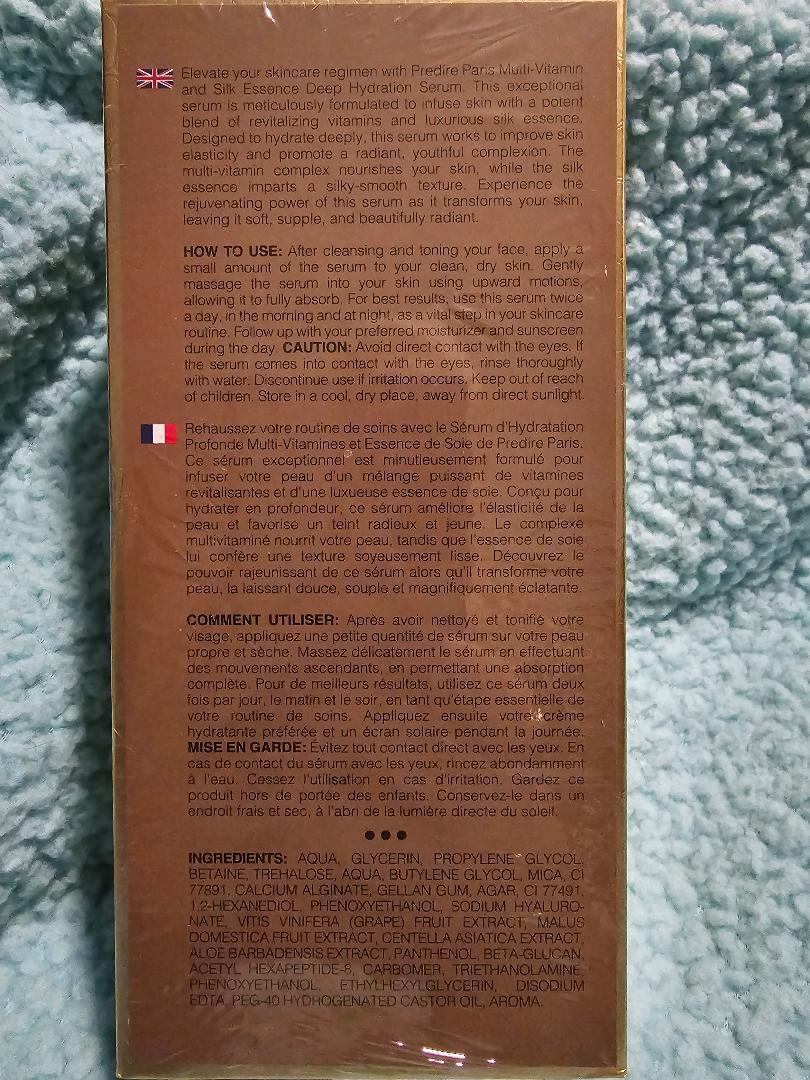 Elevate your skincare regimen with Predire Paris Multi-Vitamin
and Silk Essence Deep Hydration Serum. This exceptional
serum is meticulously formulated to infuse skin with a potent
blend of revitalizing vitamins and luxurious silk essence.
Designed to hydrate deeply, this serum works to improve skin
elasticity and promote a radiant, youthful complexion. The
multi-vitamin complex nourishes your skin, while the silk
essence imparts a silky-smooth texture. Experience the
rejuvenating power of this serum as it transforms your skin,
leaving it soft, supple, and beautifully radiant.
HOW TO USE: After cleansing and toning your face, apply a
small amount of the serum to your clean, dry skin. Gently
massage the serum into your skin using upward motions,
allowing it to fully absorb. For best results, use this serum twice
a day, in the morning and at night, as a vital step in your skincare
routine. Follow up with your preferred moisturizer and sunscreen
during the day. CAUTION: Avoid direct contact with the eyes. If
the serum comes into contact with the eyes, rinse thoroughly
with water. Discontinue use if irritation occurs. Keep out of reach
of children. Store in a cool, dry place, away from direct sunlight.
Rehaussez votre routine de soins avec le Sérum d'Hydratation
Profonde Multi-Vitamines et Essence de Soie de Predire Paris.
Ce sérum exceptionnel est minutieusement formulé pour
infuser votre peau d'un mélange puissant de vitamines
revitalisantes et d'une luxueuse essence de soie. Conçu pour
hydrater en profondeur, ce sérum améliore l'élasticité de la
peau et favorise un teint radieux et jeune. Le complexe
multivitaminé nourrit votre peau, tandis que l'essence de soie
lui confère une texture soyeusement lisse. Découvrez le
pouvoir rajeunissant de ce sérum alors qu'il transforme votre
peau, la laissant douce, souple et magnifiquement éclatante.
COMMENT UTILISER: Après avoir nettoyé et tonifié votre
visage, appliquez une petite quantité de sérum sur votre peau
propre et sèche. Massez délicatement le sérum en effectuant
des mouvements ascendants, en permettant une absorption
complète. Pour de meilleurs résultats, utilisez ce sérum deux
fois par jour, le matin et le soir, en tant qu'étape essentielle de
votre routine de soins. Appliquez ensuite votre crème
hydratante préférée et un écran solaire pendant la journée.
MISE EN GARDE: Évitez tout contact direct avec les yeux. En
cas de contact du sérum avec les yeux, rincez abondamment
à l'eau. Cessez l'utilisation en cas d'irritation. Gardez ce
produit hors de portée des enfants. Conservez-le dans un
endroit frais et sec, à l'abri de la lumière directe du soleil.
INGREDIENTS: AQUA, GLYCERIN, PROPYLENE GLYCOL,
BETAINE, TREHALOSE, AQUA, BUTYLENE GLYCOL, MICA, CI
77891, CALCIUM ALGINATE, GELLAN GUM, AGAR, CI 77491,
1,2-HEXANEDIOL, PHENOXYETHANOL, SODIUM HYALURO-
NATE, VITIS VINIFERA (GRAPE) FRUIT EXTRACT, MALUS
DOMESTICA FRUIT EXTRACT, CENTELLA ASIATICA EXTRACT,
ALOE BARBADENSIS EXTRACT, PANTHENOL, BETA-GLUCAN,
ACETYL HEXAPEPTIDE-8, CARBOMER, TRIETHANOLAMINE,
PHENOXYETHANOL, ETHYLHEXYLGLYCERIN, DISODIUM
EDTA, PEG-40 HYDROGENATED CASTOR OIL, AROMA.